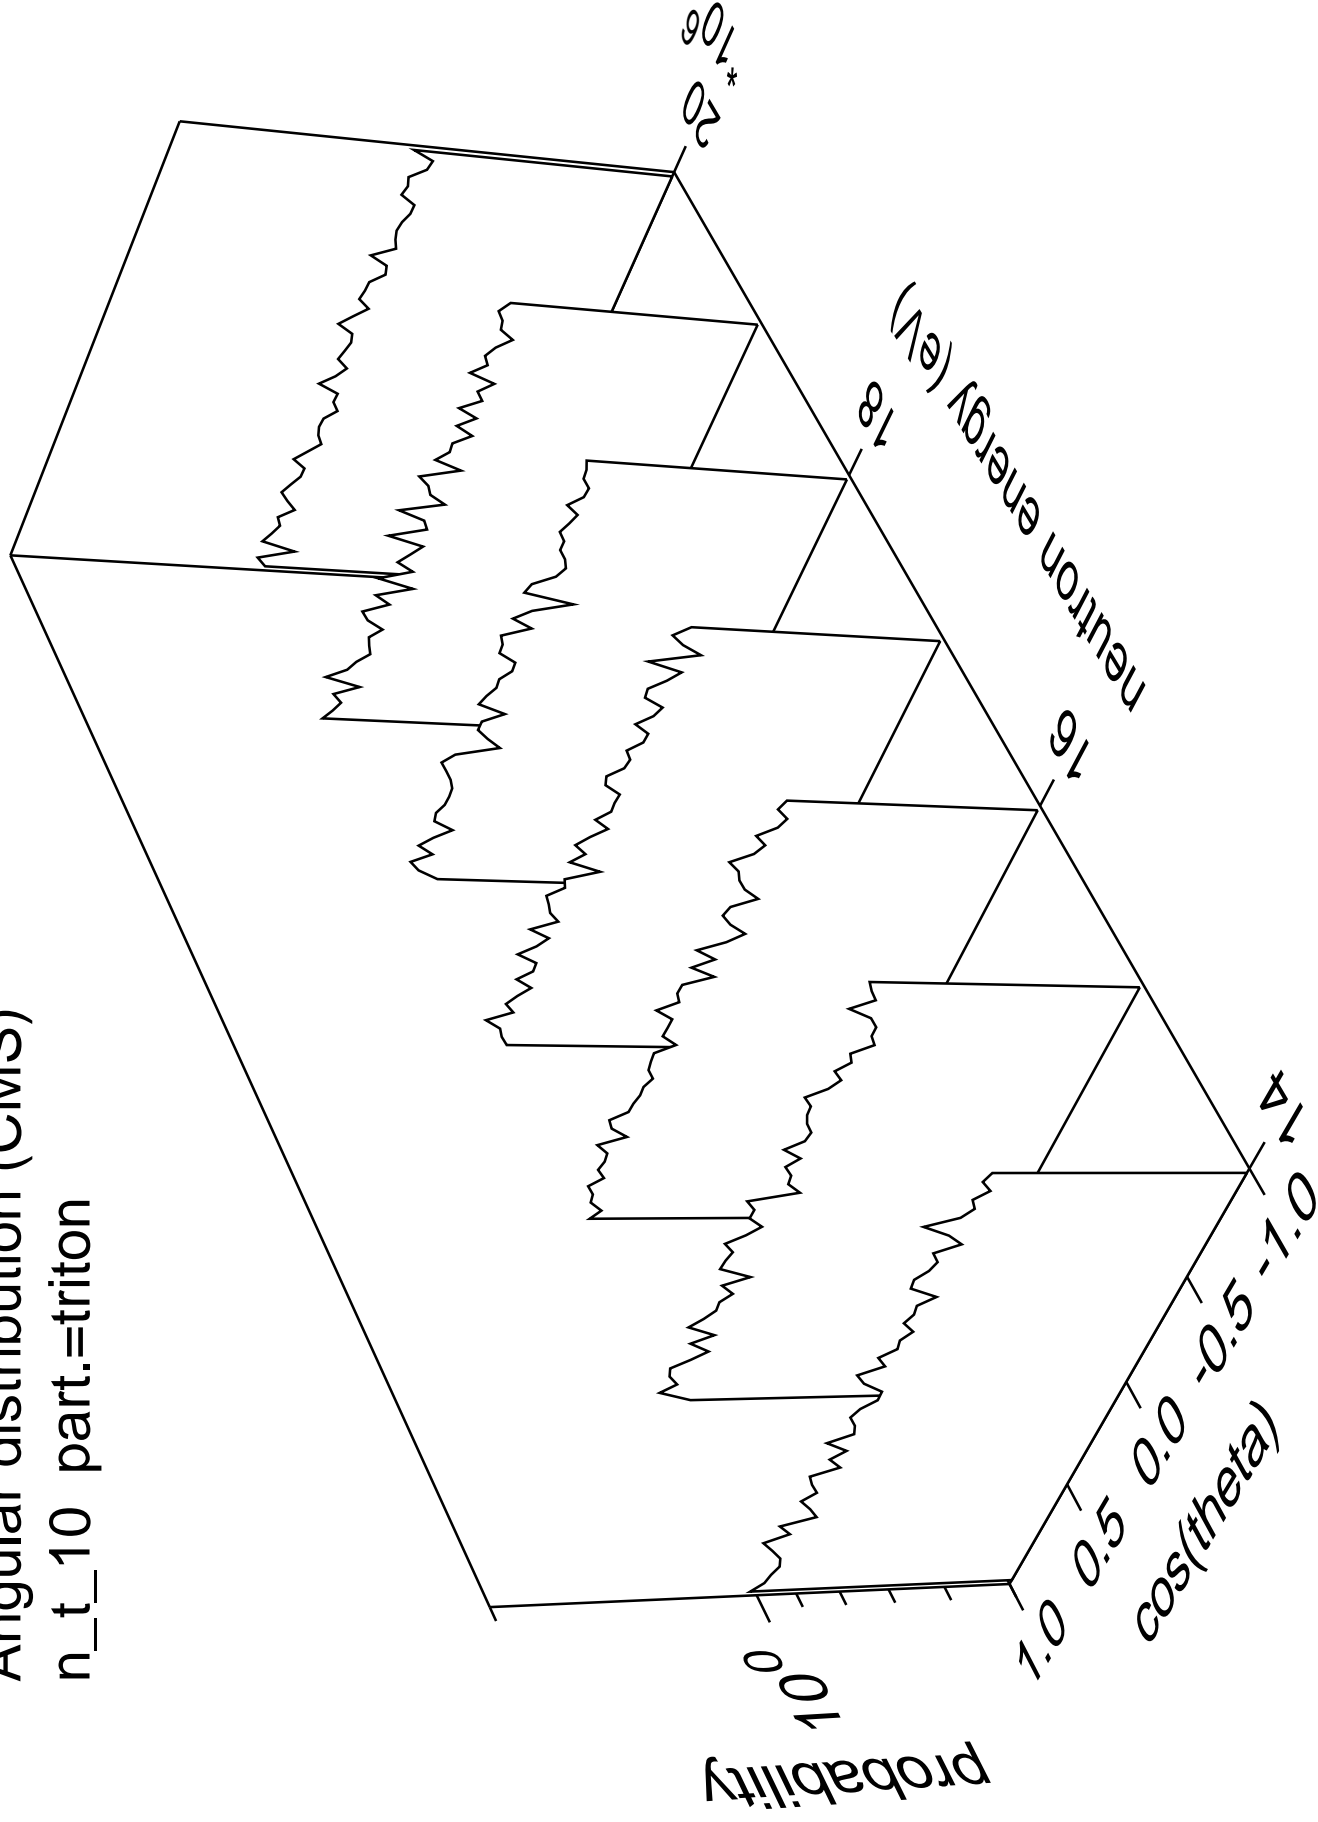 Angular distribution (CMS)
n_t_10 part.=triton
probability
10^0
1.0 0.5 0.0 -0.5 -1.0
cos(theta)
14 16 18 20
*10^6
neutron energy (eV)